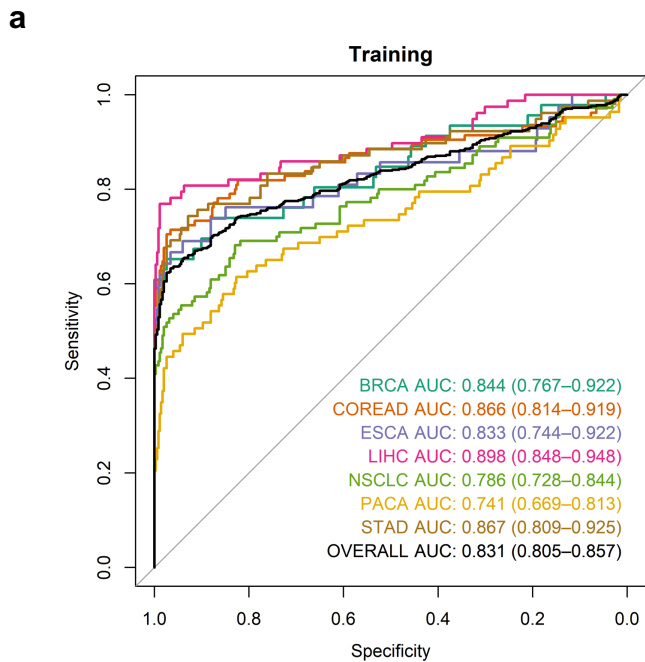 a
Training
1.0
0.8
0.6
0.4
0.2
0.0
Sensitivity
BRCA AUC: 0.844 (0.767–0.922)
COREAD AUC: 0.866 (0.814–0.919)
ESCA AUC: 0.833 (0.744–0.922)
LIHC AUC: 0.898 (0.848–0.948)
NSCLC AUC: 0.786 (0.728–0.844)
PACA AUC: 0.741 (0.669–0.813)
STAD AUC: 0.867 (0.809–0.925)
OVERALL AUC: 0.831 (0.805–0.857)
1.0 0.8 0.6 0.4 0.2 0.0
Specificity